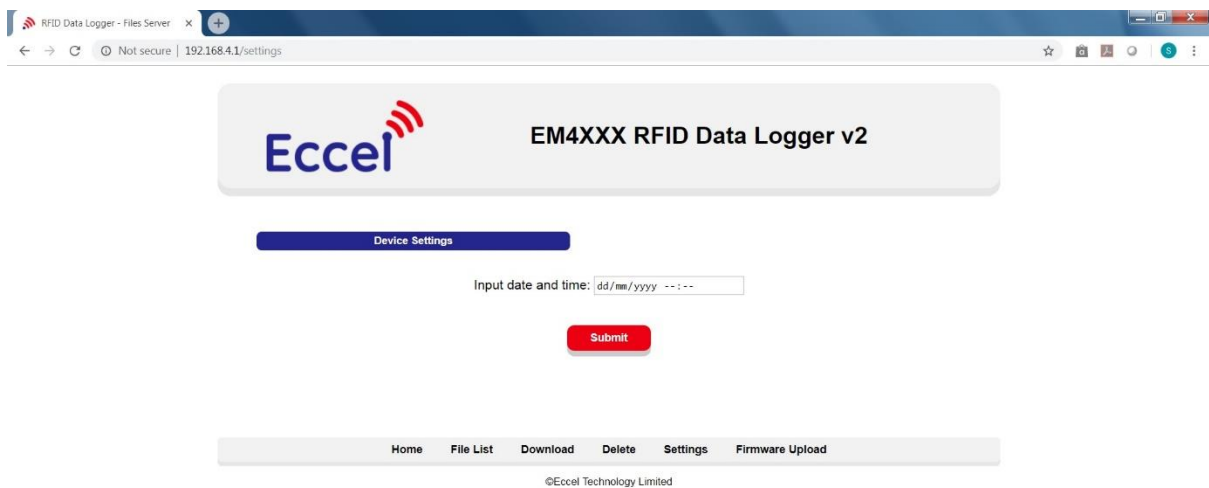 RFID Data Logger - Files Server
Not secure | 192.168.4.1/settings
S
Eccel
EM4XXX RFID Data Logger v2
Device Settings
Input date and time: dd/mm/yyyy --:--
Submit
Home File List Download Delete Settings Firmware Upload
©Eccel Technology Limited